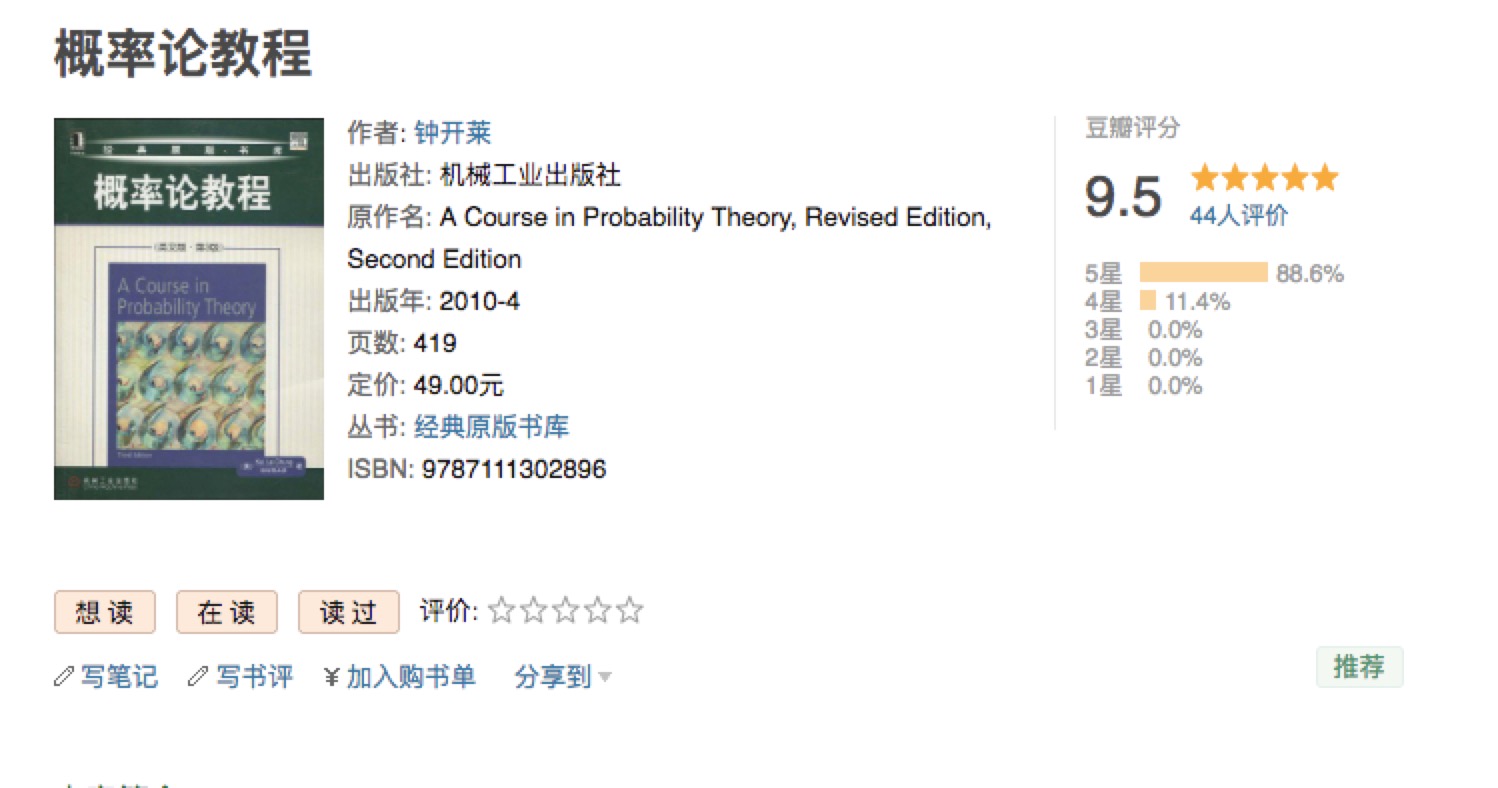 概率论教程
经 典 原 版 · 书 库
概率论教程
(英文版 · 第3版)
A Course in
Probability Theory
Third Edition
作者: 钟开莱
出版社: 机械工业出版社
原作名: A Course in Probability Theory, Revised Edition,
Second Edition
出版年: 2010-4
页数: 419
定价: 49.00元
丛书: 经典原版书库
ISBN: 9787111302896
豆瓣评分
9.5
44人评价
5星 88.6%
4星 11.4%
3星 0.0%
2星 0.0%
1星 0.0%
想读 在读 读过 评价:
写笔记 写书评 ¥加入购书单 分享到
推荐